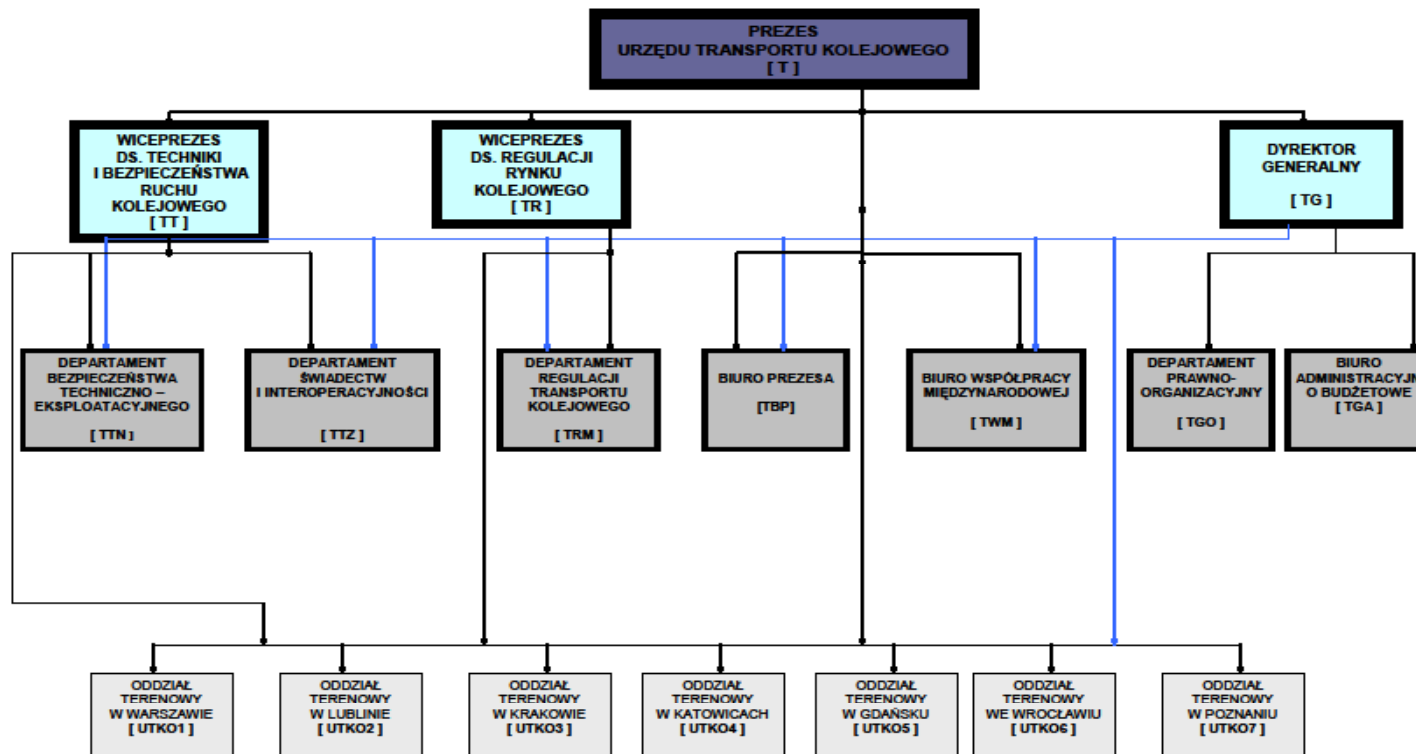 PREZES
URZĘDU TRANSPORTU KOLEJOWEGO
[ T ]
WICEPREZES
DS. TECHNIKI
I BEZPIECZEŃSTWA
RUCHU
KOLEJOWEGO
[ TT ]
WICEPREZES
DS. REGULACJI
RYNKU
KOLEJOWEGO
[ TR ]
DYREKTOR
GENERALNY
[ TG ]
DEPARTAMENT
BEZPIECZEŃSTWA
TECHNICZNO –
EKSPLOATACYJNEGO
[ TTN ]
DEPARTAMENT
ŚWIADECTW
I INTEROPERACYJNOŚCI
[ TTZ ]
DEPARTAMENT
REGULACJI
TRANSPORTU
KOLEJOWEGO
[ TRM ]
BIURO PREZESA
[TBP]
BIURO WSPÓŁPRACY
MIĘDZYNARODOWEJ
[ TWM ]
DEPARTAMENT
PRAWNO-
ORGANIZACYJNY
[ TGO ]
BIURO
ADMINISTRACYJN
O BUDŻETOWE
[ TGA ]
ODDZIAŁ
TERENOWY
W WARSZAWIE
[ UTKO1 ]
ODDZIAŁ
TERENOWY
W LUBLINIE
[ UTKO2 ]
ODDZIAŁ
TERENOWY
W KRAKOWIE
[ UTKO3 ]
ODDZIAŁ
TERENOWY
W KATOWICACH
[ UTKO4 ]
ODDZIAŁ
TERENOWY
W GDAŃSKU
[ UTKO5 ]
ODDZIAŁ
TERENOWY
WE WROCŁAWIU
[ UTKO6 ]
ODDZIAŁ
TERENOWY
W POZNANIU
[ UTKO7 ]